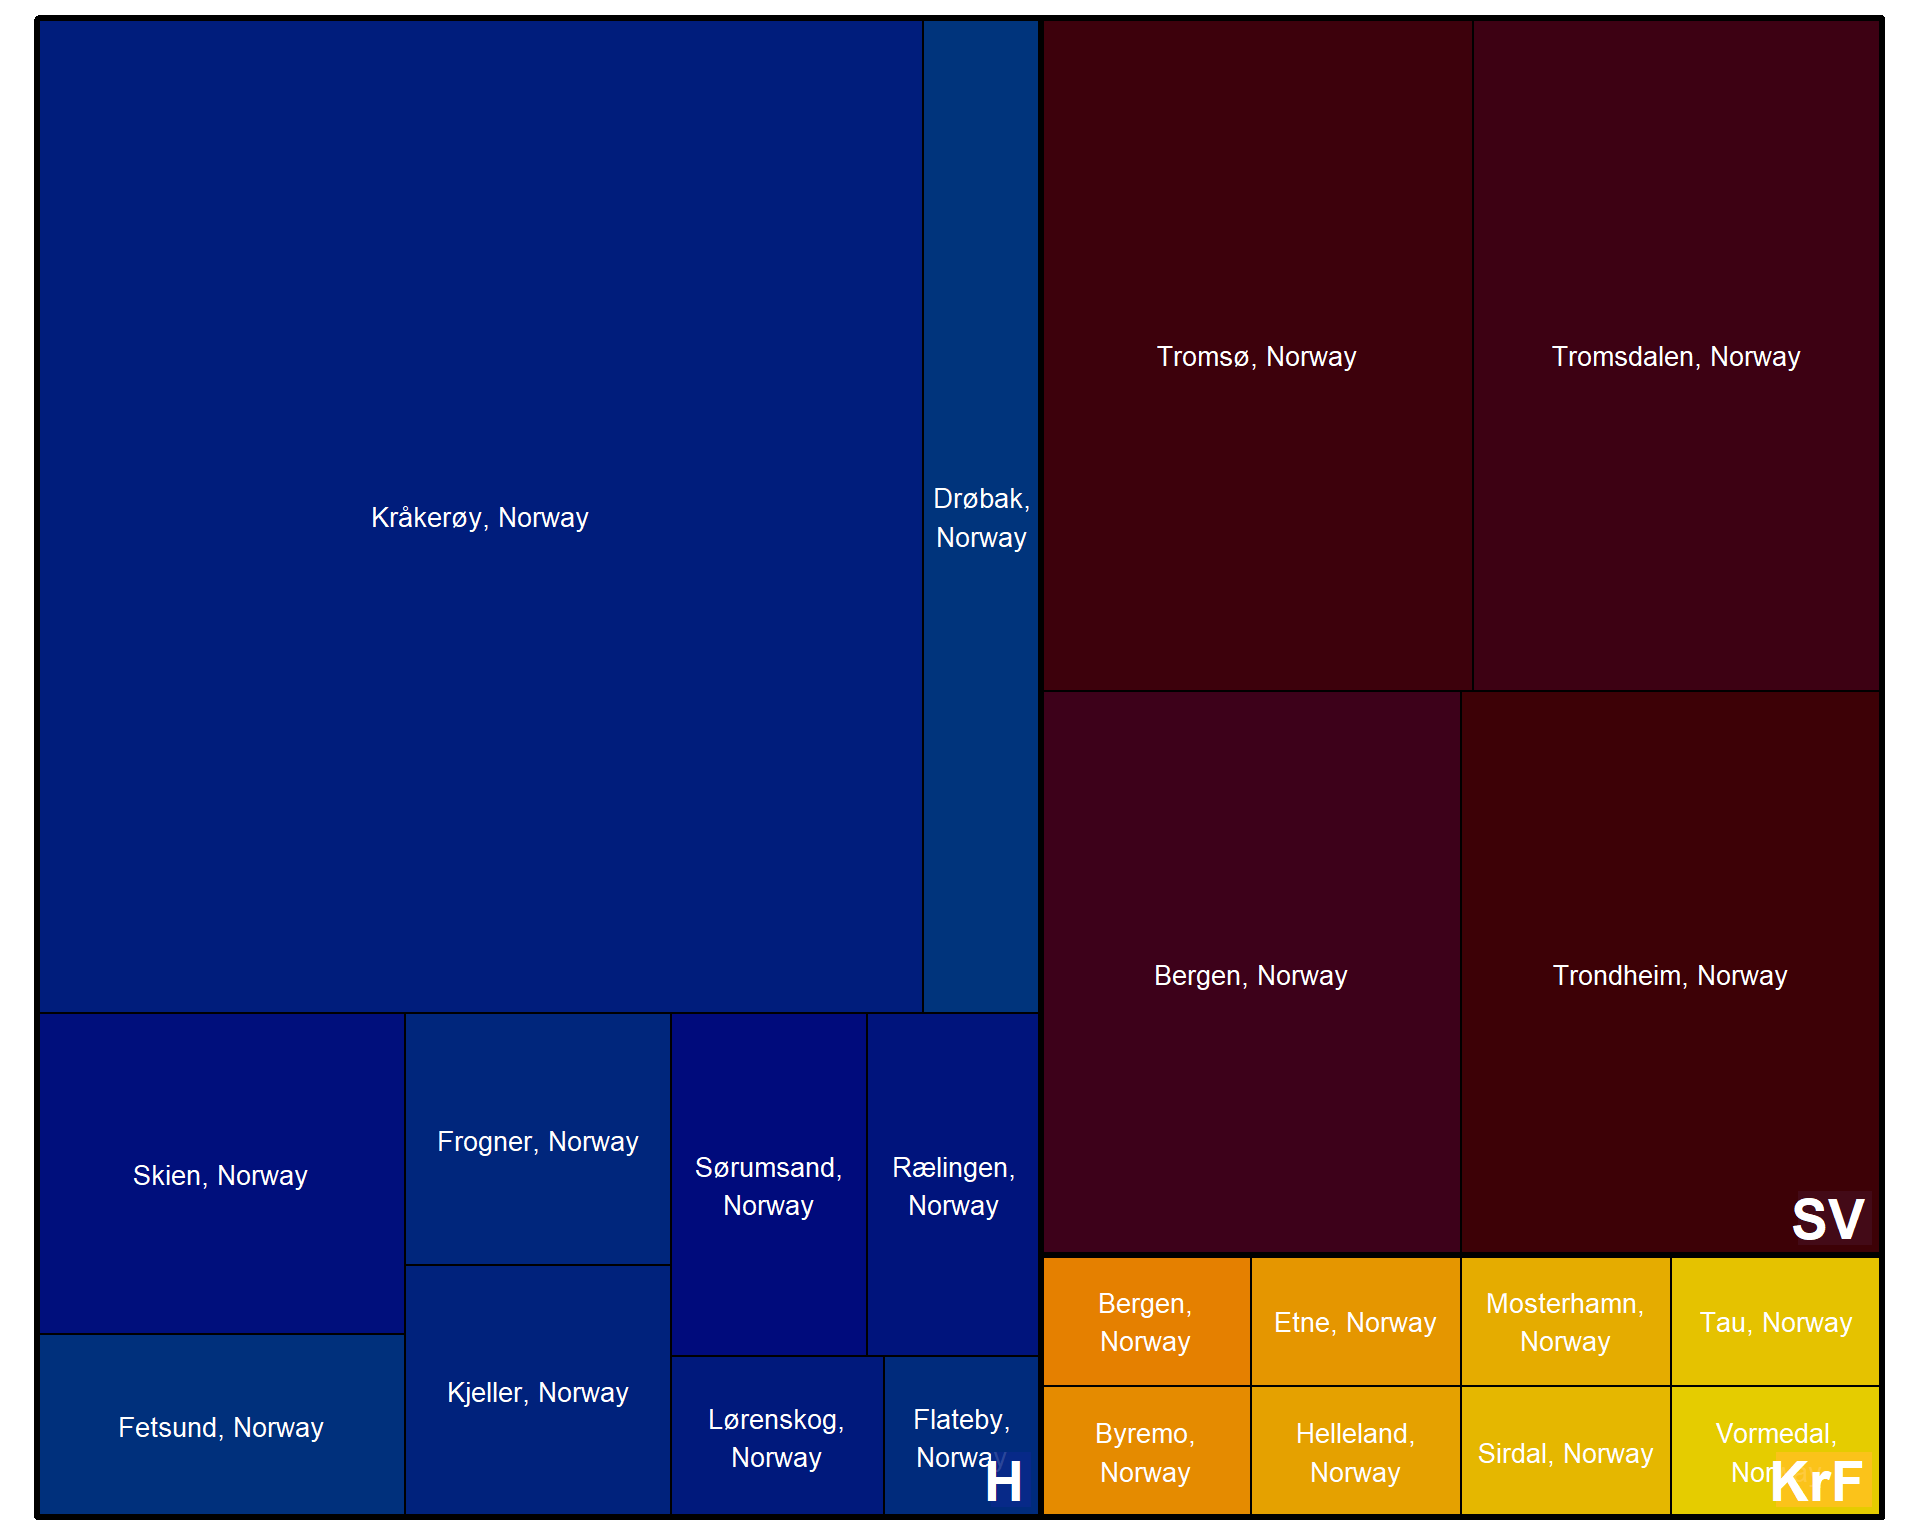 Kråkerøy, Norway
Drøbak,
Norway
Skien, Norway
Fetsund, Norway
Frogner, Norway
Kjeller, Norway
Sørumsand,
Norway
Rælingen,
Norway
Lørenskog,
Norway
Flateby,
Norway
H
Tromsø, Norway
Tromsdalen, Norway
Bergen, Norway
Trondheim, Norway
SV
Bergen,
Norway
Etne, Norway
Mosterhamn,
Norway
Tau, Norway
Byremo,
Norway
Helleland,
Norway
Sirdal, Norway
Vormedal,
Norway
KrF